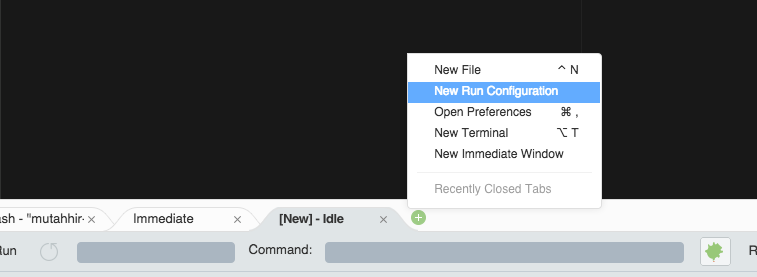 New File ^ N
New Run Configuration
Open Preferences ⌘ ,
New Terminal ⌥ T
New Immediate Window
Recently Closed Tabs
ash - "mutahhir- × Immediate × [New] - Idle ×
Run Command: R